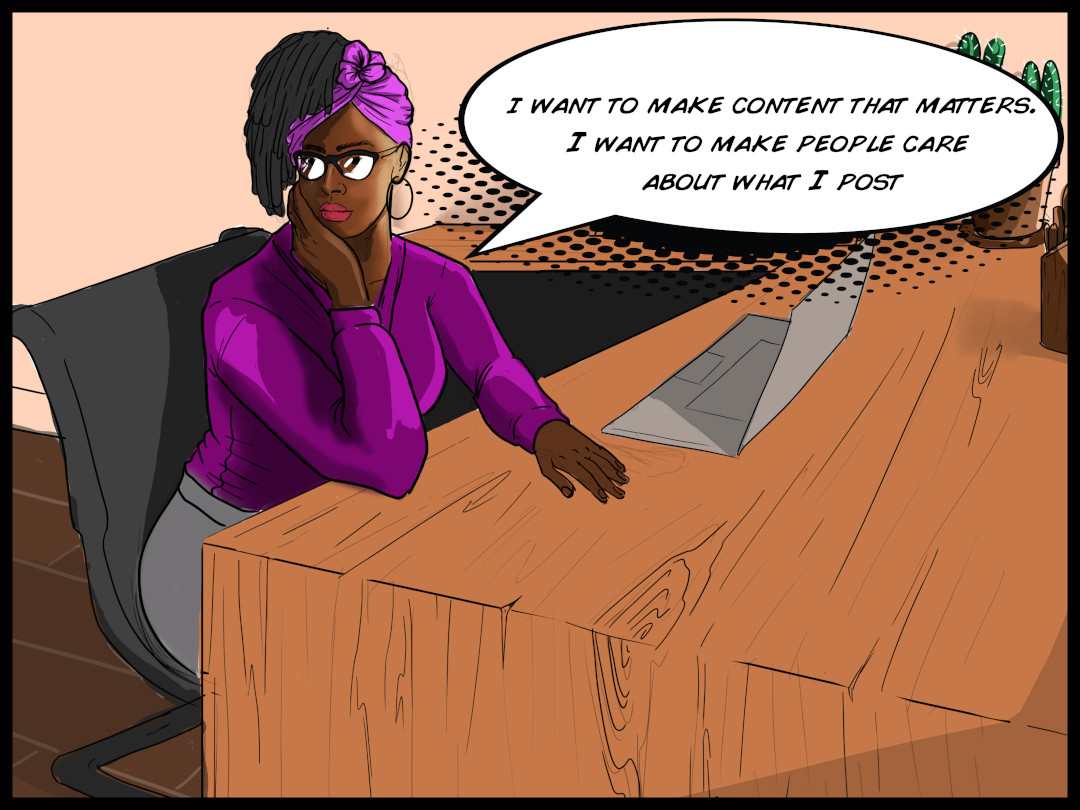 I WANT TO MAKE CONTENT THAT MATTERS.
I WANT TO MAKE PEOPLE CARE
ABOUT WHAT I POST